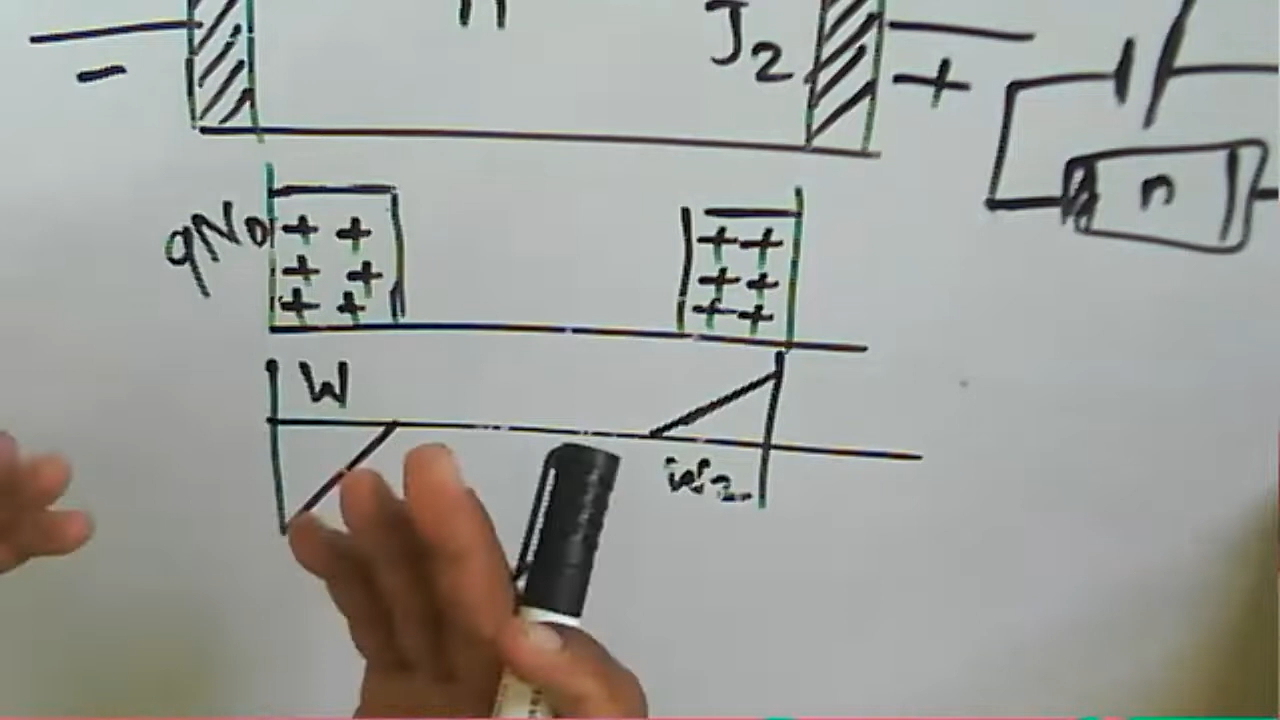 n
J2
- +
n
qND
+ + + +
+ + + +
+ + + +
W
W2